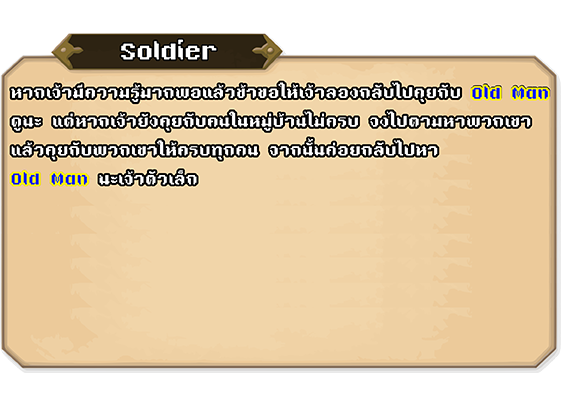 Soldier
หากเจ้ามีความรู้มากพอแล้วข้าขอให้เจ้าลองกลับไปคุยกับ Old Man
ดูนะ แต่หากเจ้ายังคุยกับคนในหมู่บ้านไม่ครบ จงไปตามหาพวกเขา
แล้วคุยกับพวกเขาให้ครบทุกคน จากนั้นค่อยกลับไปหา
Old Man นะเจ้าตัวเล็ก